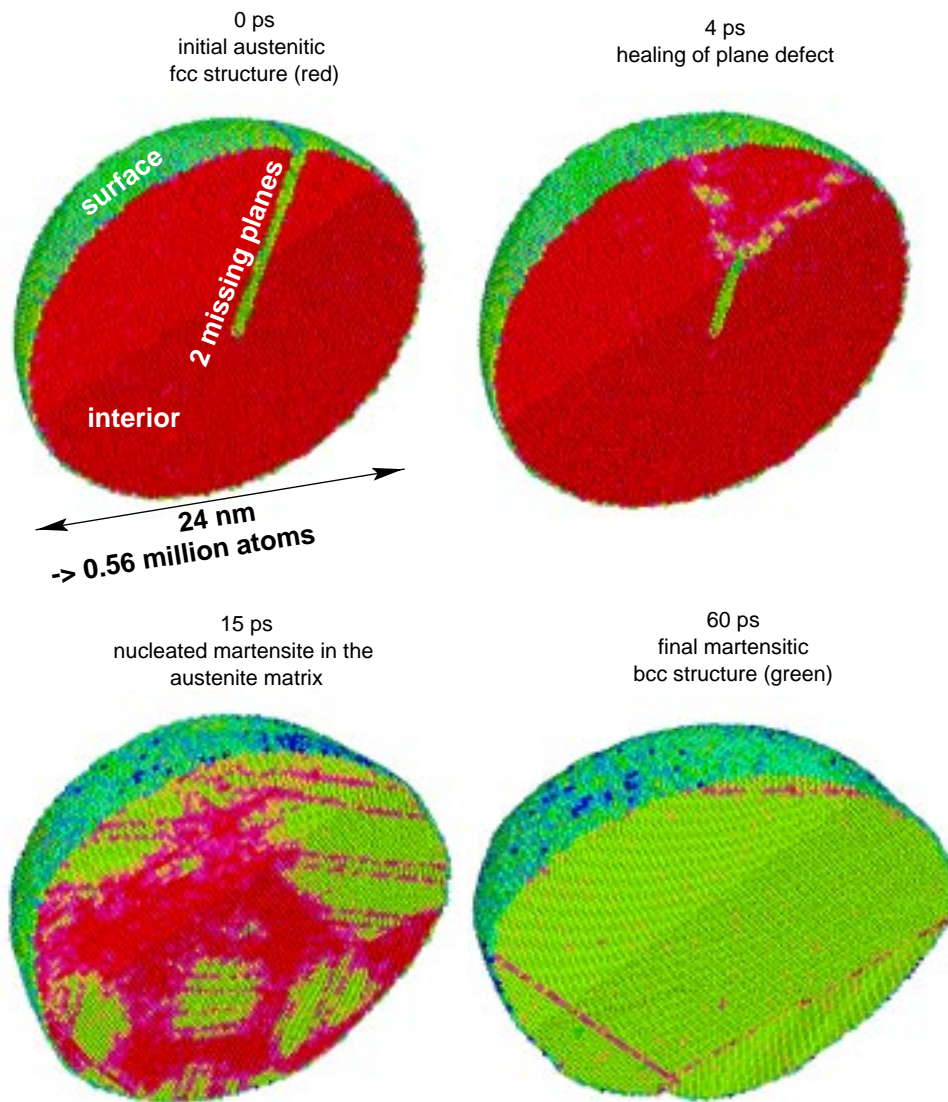 0 ps
initial austenitic
fcc structure (red)
4 ps
healing of plane defect
surface
2 missing planes
interior
24 nm
-> 0.56 million atoms
15 ps
nucleated martensite in the
austenite matrix
60 ps
final martensitic
bcc structure (green)